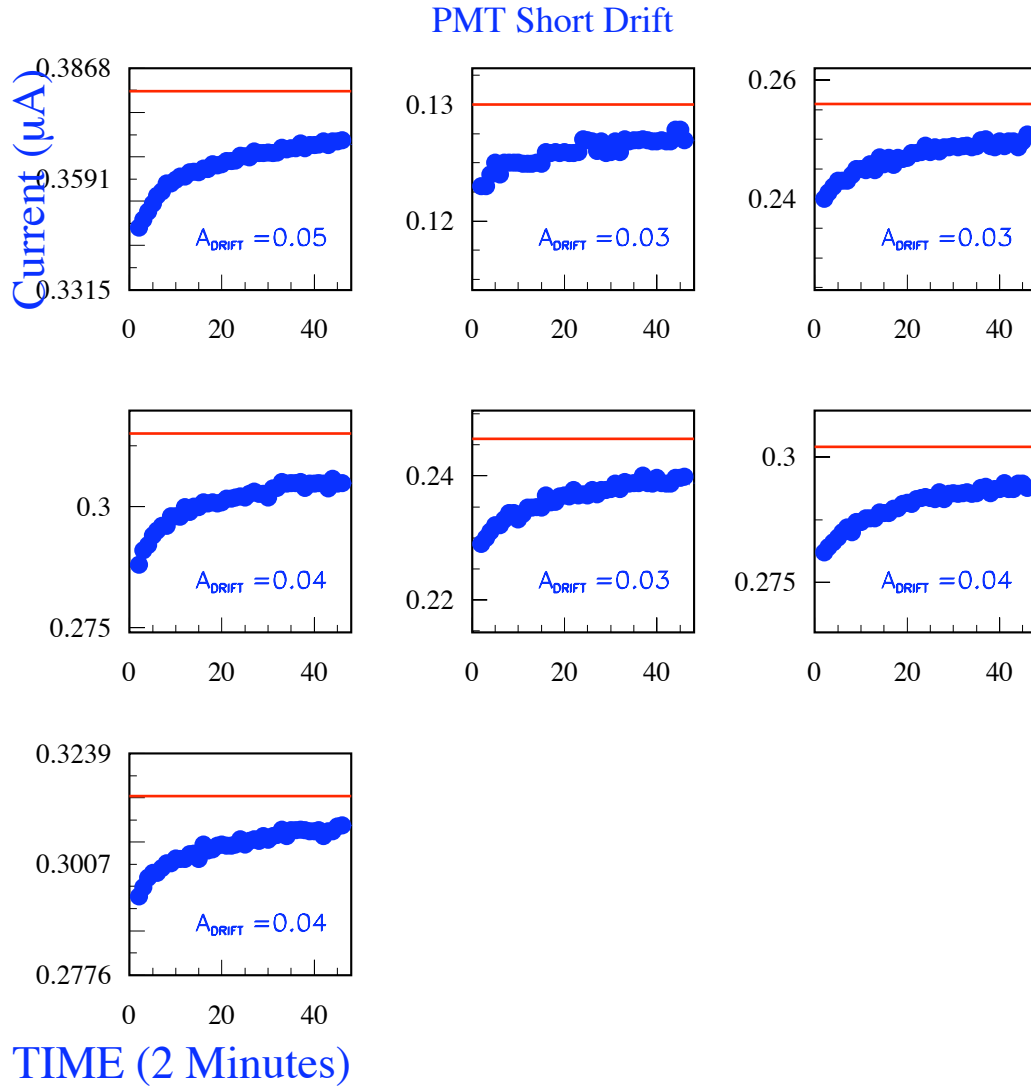 PMT Short Drift
Current (μA)
0.3868
0.3591
0.3315
A_DRIFT =0.05
0 20 40
0.13
0.12
A_DRIFT =0.03
0 20 40
0.26
0.24
A_DRIFT =0.03
0 20 40
0.3
0.275
A_DRIFT =0.04
0 20 40
0.24
0.22
A_DRIFT =0.03
0 20 40
0.3
0.275
A_DRIFT =0.04
0 20 40
0.3239
0.3007
0.2776
A_DRIFT =0.04
0 20 40
TIME (2 Minutes)